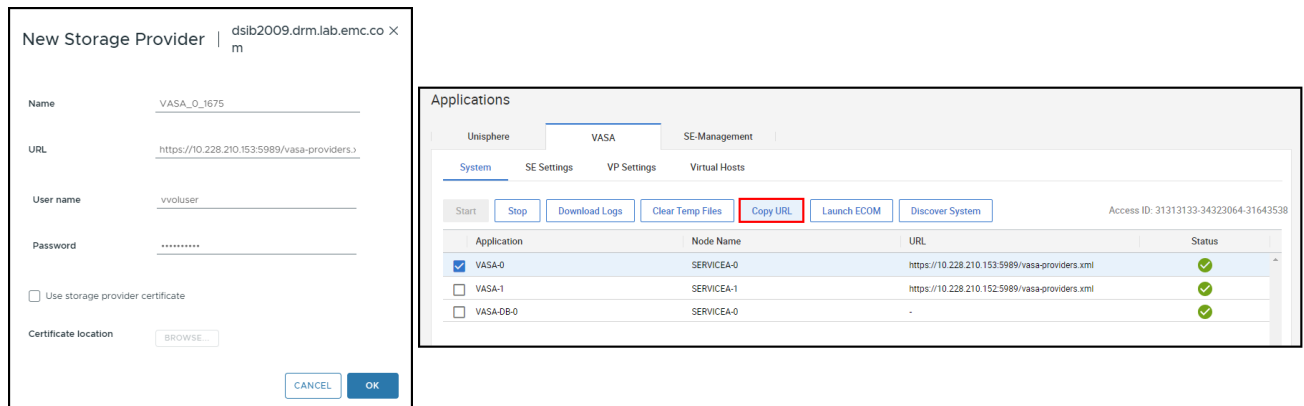 New Storage Provider | dsib2009.drm.lab.emc.co ×
m
Name VASA_0_1675
URL https://10.228.210.153:5989/vasa-providers.x
User name vvoluser
Password ••••••••••
Use storage provider certificate
Certificate location BROWSE...
CANCEL OK
Applications
Unisphere VASA SE-Management
System SE Settings VP Settings Virtual Hosts
Start Stop Download Logs Clear Temp Files Copy URL Launch ECOM Discover System Access ID: 31313133-34323064-31643538
Application Node Name URL Status
VASA-0 SERVICEA-0 https://10.228.210.153:5989/vasa-providers.xml
VASA-1 SERVICEA-1 https://10.228.210.152:5989/vasa-providers.xml
VASA-DB-0 SERVICEA-0 -